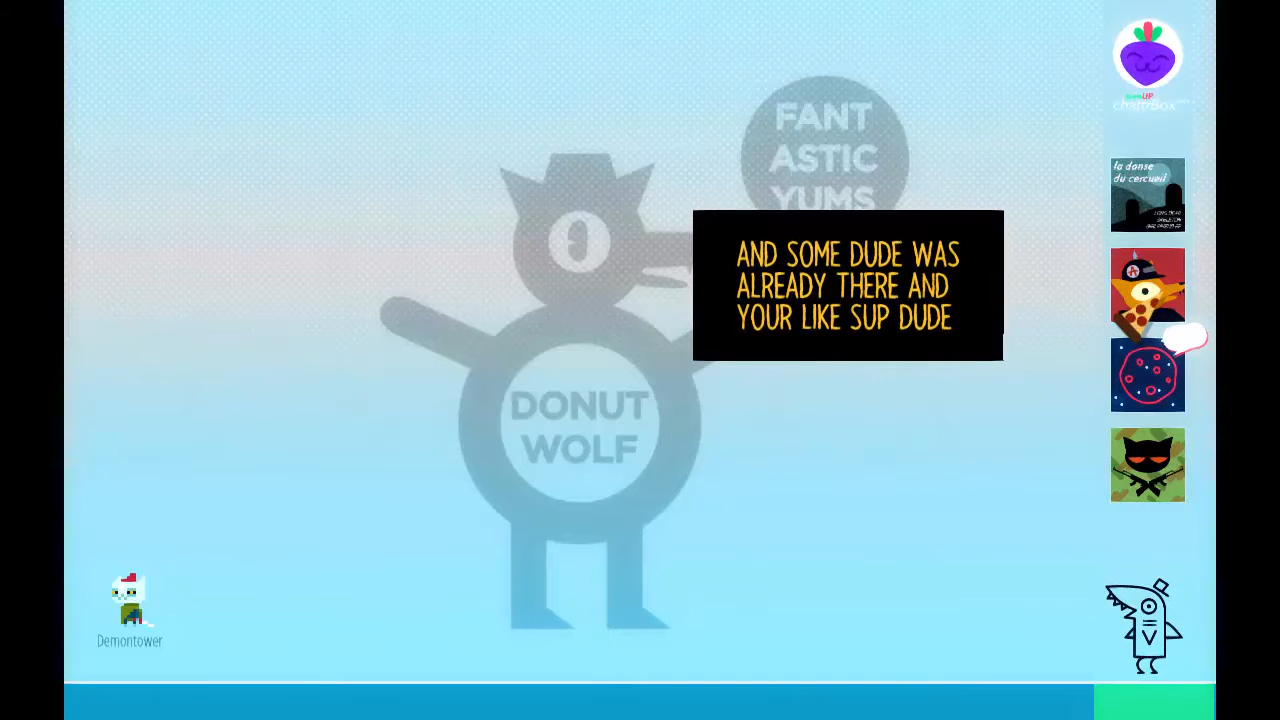 FANT
ASTIC
YUMS
AND SOME DUDE WAS
ALREADY THERE AND
YOUR LIKE SUP DUDE
DONUT
WOLF
chattrBox
la danse
du cercueil
Demontower